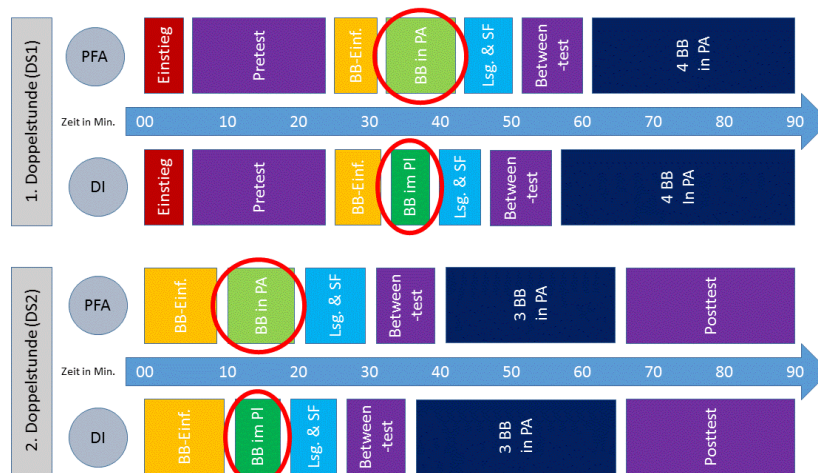 1. Doppelstunde (DS1)
PFA
Einstieg
Pretest
BB-Einf.
BB in PA
Lsg. & SF
Between
-test
4 BB
in PA
Zeit in Min.
00 10 20 30 40 50 60 70 80 90
DI
Einstieg
Pretest
BB-Einf.
BB im PI
Lsg. & SF
Between
-test
4 BB
In PA
2. Doppelstunde (DS2)
PFA
BB-Einf.
BB in PA
Lsg. & SF
Between
-test
3 BB
in PA
Posttest
Zeit in Min.
00 10 20 30 40 50 60 70 80 90
DI
BB-Einf.
BB im PI
Lsg. & SF
Between
-test
3 BB
in PA
Posttest